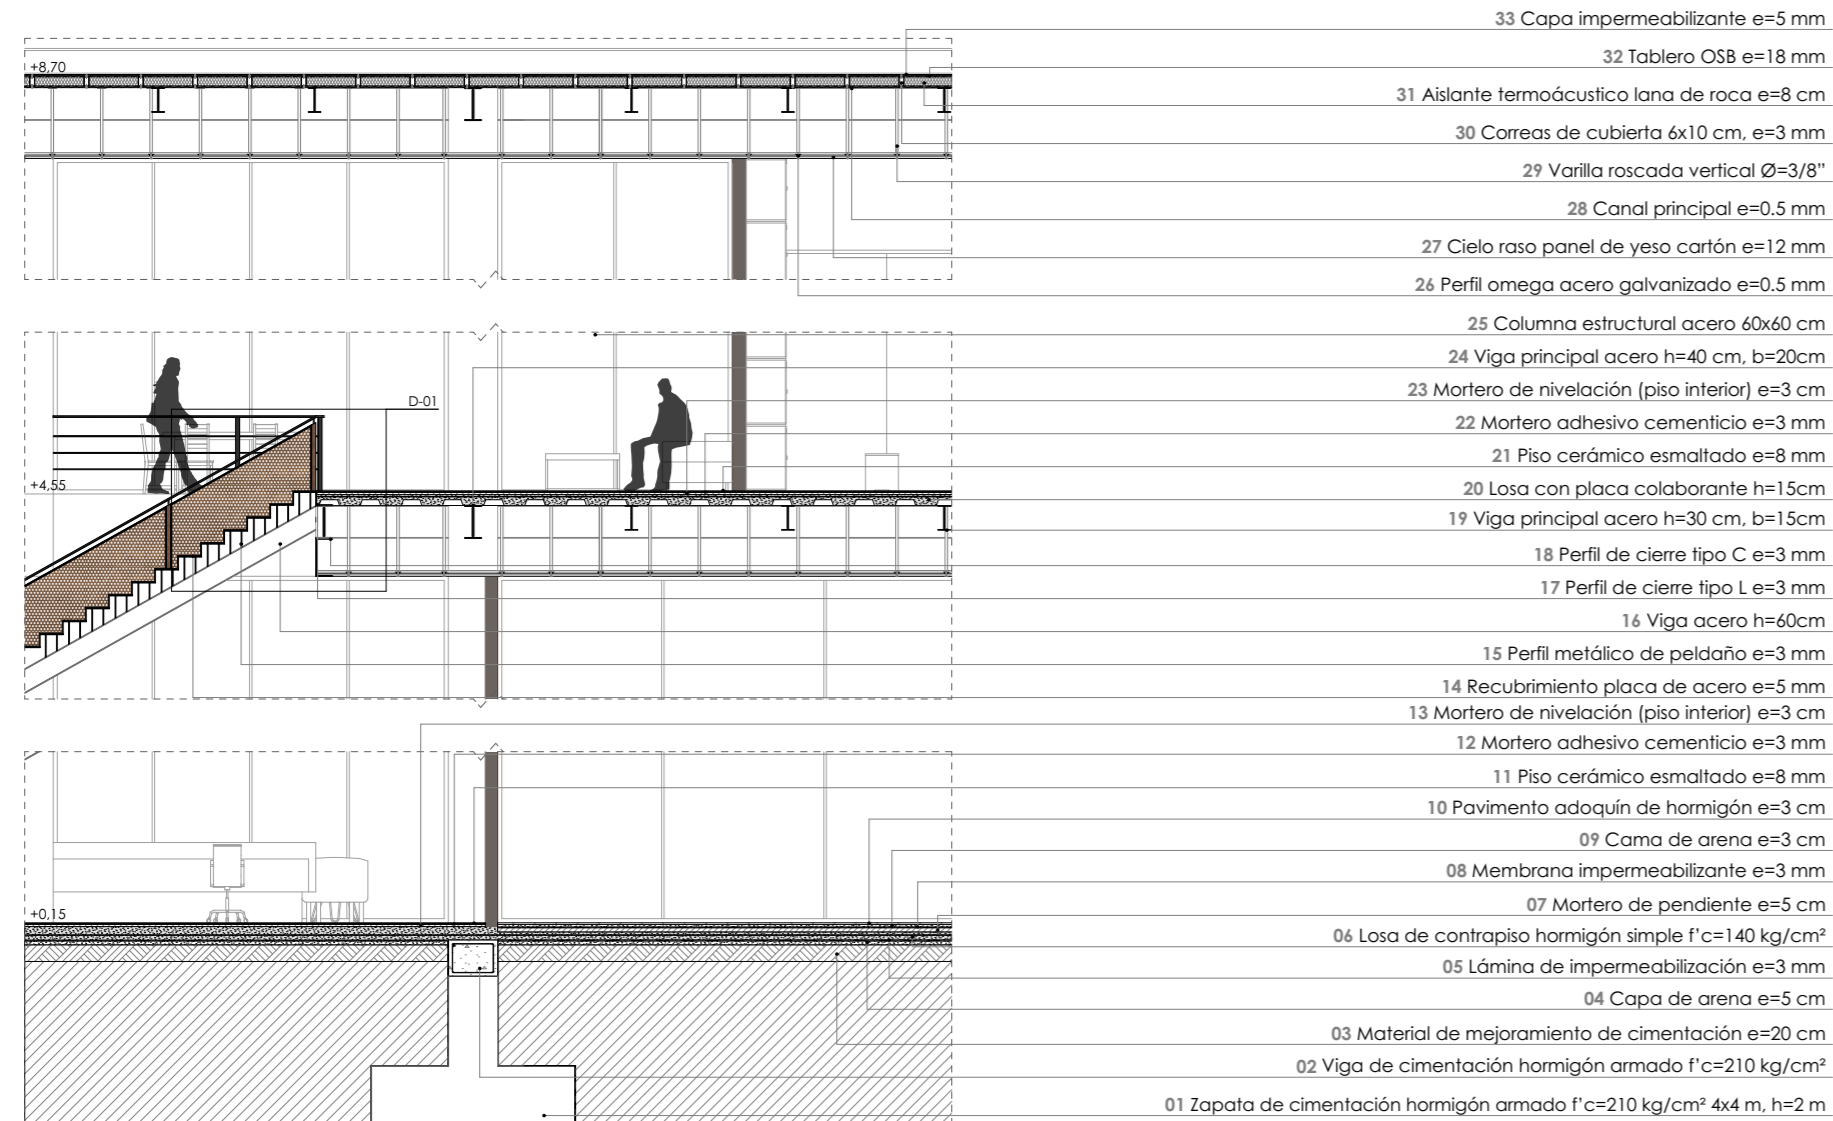 33 Capa impermeabilizante e=5 mm
32 Tablero OSB e=18 mm
+8,70
31 Aislante termoácustico lana de roca e=8 cm
30 Correas de cubierta 6x10 cm, e=3 mm
29 Varilla roscada vertical Ø=3/8”
28 Canal principal e=0.5 mm
27 Cielo raso panel de yeso cartón e=12 mm
26 Perfil omega acero galvanizado e=0.5 mm
25 Columna estructural acero 60x60 cm
24 Viga principal acero h=40 cm, b=20cm
23 Mortero de nivelación (piso interior) e=3 cm
D-01
22 Mortero adhesivo cementicio e=3 mm
21 Piso cerámico esmaltado e=8 mm
+4,55
20 Losa con placa colaborante h=15cm
19 Viga principal acero h=30 cm, b=15cm
18 Perfil de cierre tipo C e=3 mm
17 Perfil de cierre tipo L e=3 mm
16 Viga acero h=60cm
15 Perfil metálico de peldaño e=3 mm
14 Recubrimiento placa de acero e=5 mm
13 Mortero de nivelación (piso interior) e=3 cm
12 Mortero adhesivo cementicio e=3 mm
11 Piso cerámico esmaltado e=8 mm
10 Pavimento adoquín de hormigón e=3 cm
09 Cama de arena e=3 cm
08 Membrana impermeabilizante e=3 mm
07 Mortero de pendiente e=5 cm
+0,15
06 Losa de contrapiso hormigón simple f’c=140 kg/cm²
05 Lámina de impermeabilización e=3 mm
04 Capa de arena e=5 cm
03 Material de mejoramiento de cimentación e=20 cm
02 Viga de cimentación hormigón armado f’c=210 kg/cm²
01 Zapata de cimentación hormigón armado f’c=210 kg/cm² 4x4 m, h=2 m